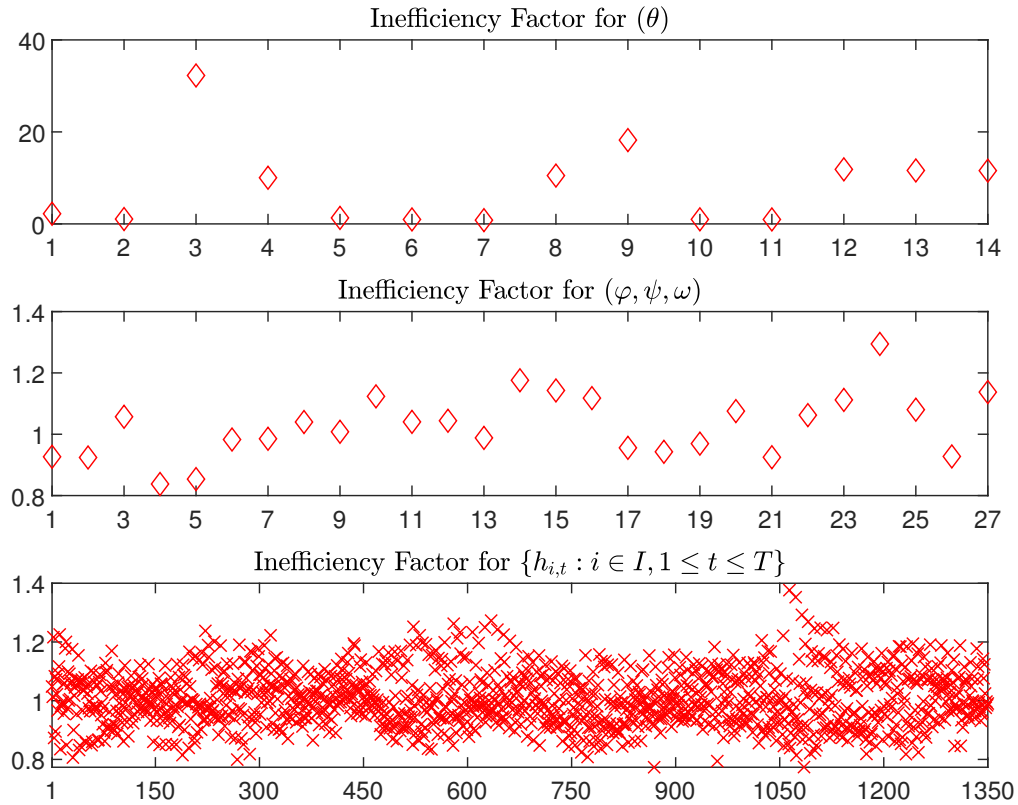 Inefficiency Factor for (θ)
40
20
0
1 2 3 4 5 6 7 8 9 10 11 12 13 14
Inefficiency Factor for (φ, ψ, ω)
1.4
1.2
1
0.8
1 3 5 7 9 11 13 15 17 19 21 23 25 27
Inefficiency Factor for {h_{i,t} : i ∈ I, 1 ≤ t ≤ T}
1.4
1.2
1
0.8
1 150 300 450 600 750 900 1050 1200 1350